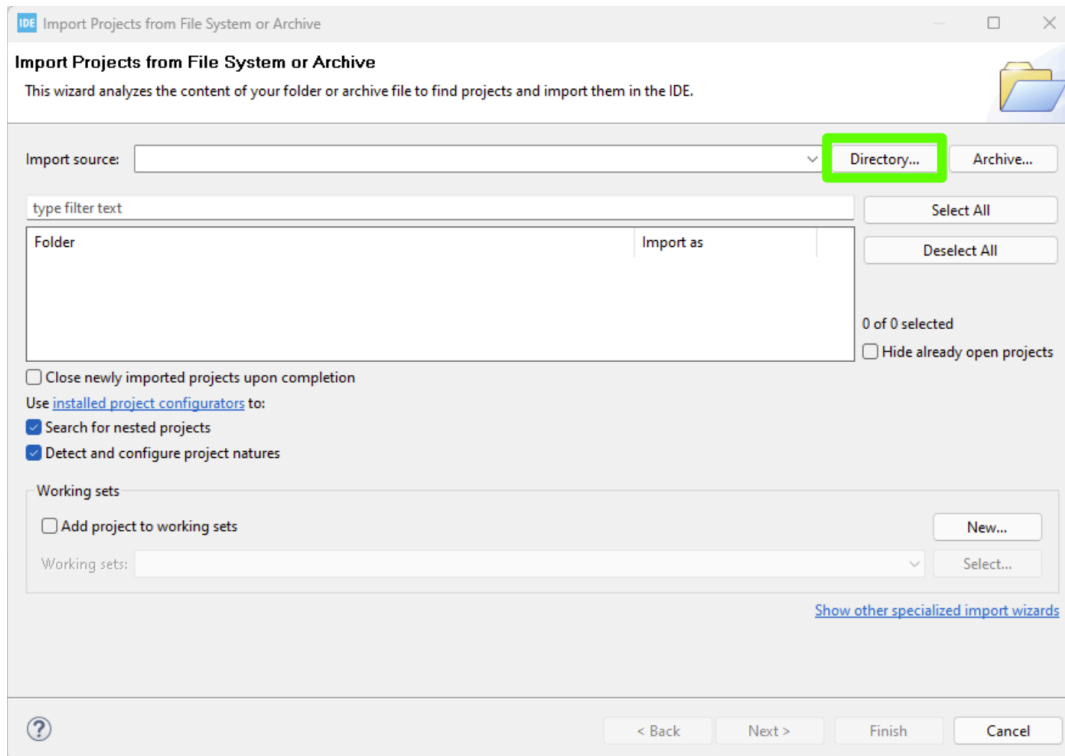 IDE Import Projects from File System or Archive
Import Projects from File System or Archive
This wizard analyzes the content of your folder or archive file to find projects and import them in the IDE.
Import source: Directory... Archive...
type filter text Select All
Folder Import as
Deselect All
0 of 0 selected
Hide already open projects
Close newly imported projects upon completion
Use installed project configurators to:
Search for nested projects
Detect and configure project natures
Working sets
Add project to working sets New...
Working sets: Select...
Show other specialized import wizards
? < Back Next > Finish Cancel